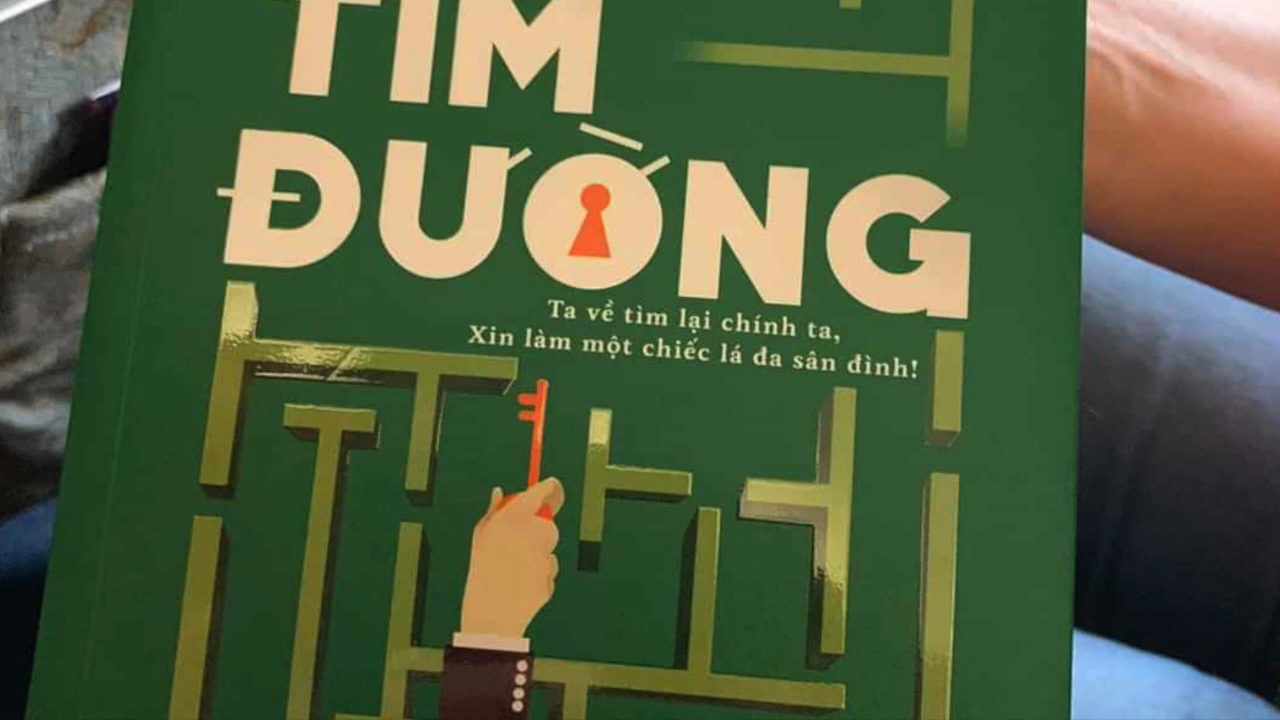 TÌM
ĐƯỜNG
Ta về tìm lại chính ta,
Xin làm một chiếc lá đa sân đình!